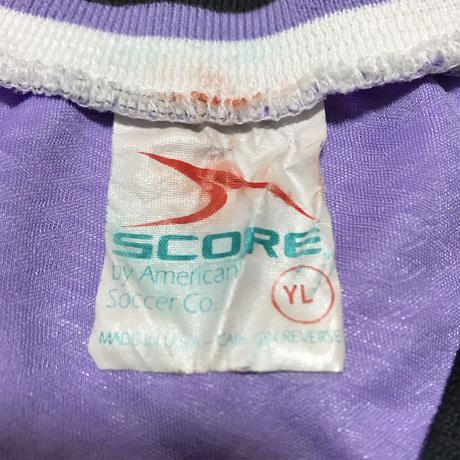 SCORE
by American
Soccer Co.
YL
MADE IN U.S.A. - CARE ON REVERSE